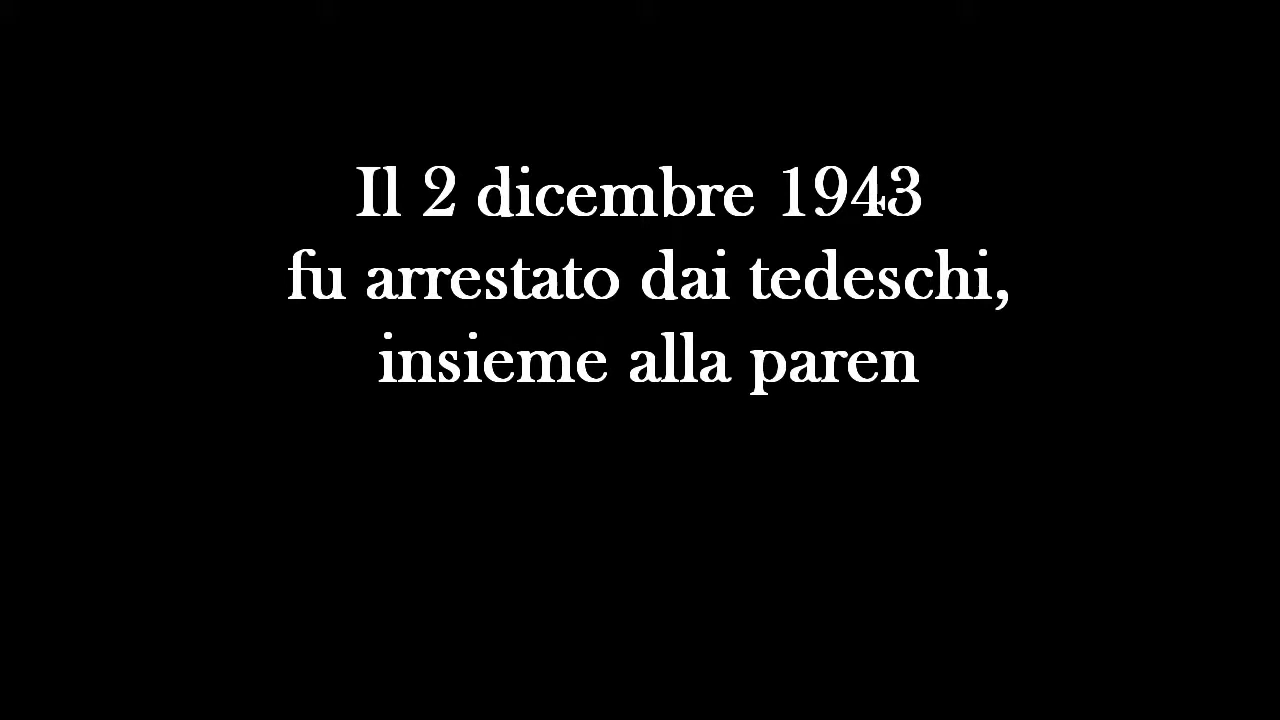 Il 2 dicembre 1943
fu arrestato dai tedeschi,
insieme alla paren